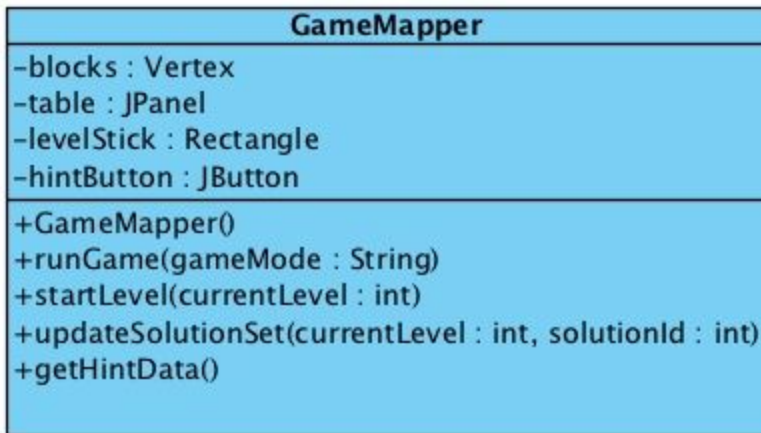 GameMapper
-blocks : Vertex
-table : JPanel
-levelStick : Rectangle
-hintButton : JButton
+GameMapper()
+runGame(gameMode : String)
+startLevel(currentLevel : int)
+updateSolutionSet(currentLevel : int, solutionId : int)
+getHintData()